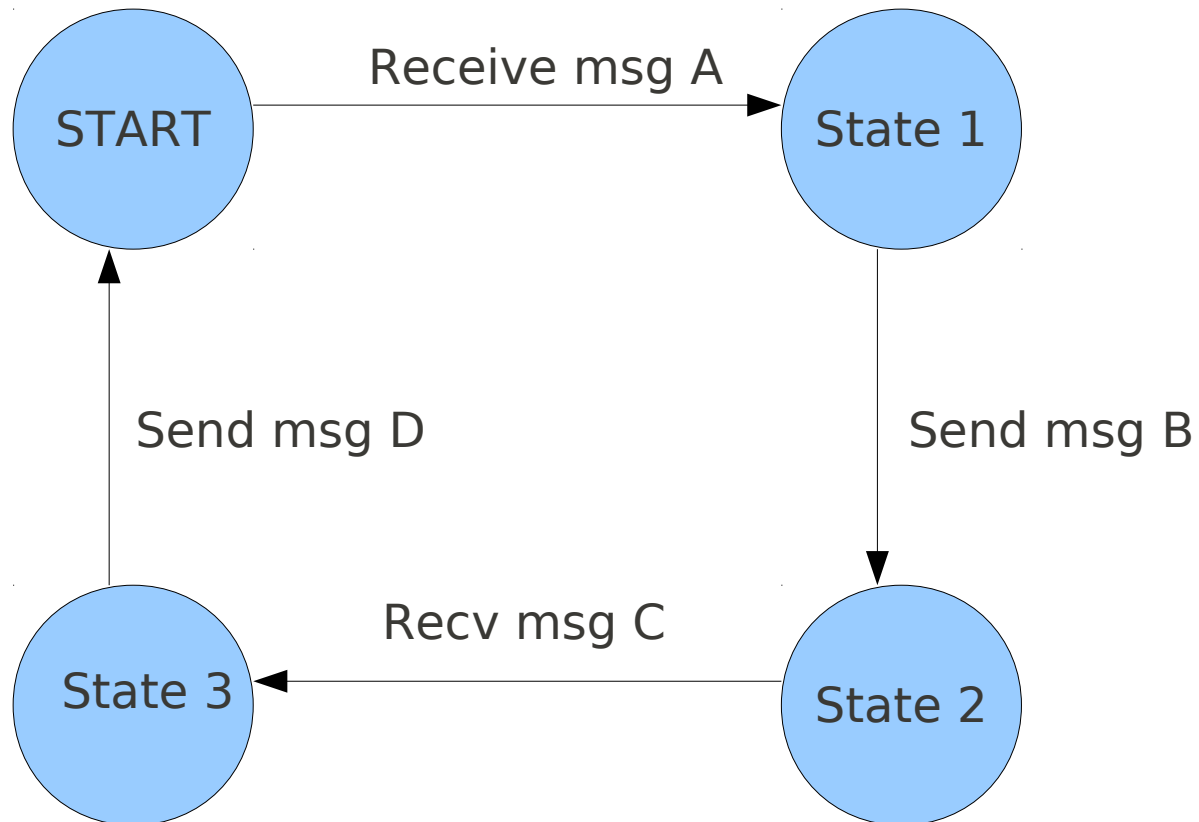 Receive msg A
START
State 1
Send msg D
Send msg B
Recv msg C
State 3
State 2